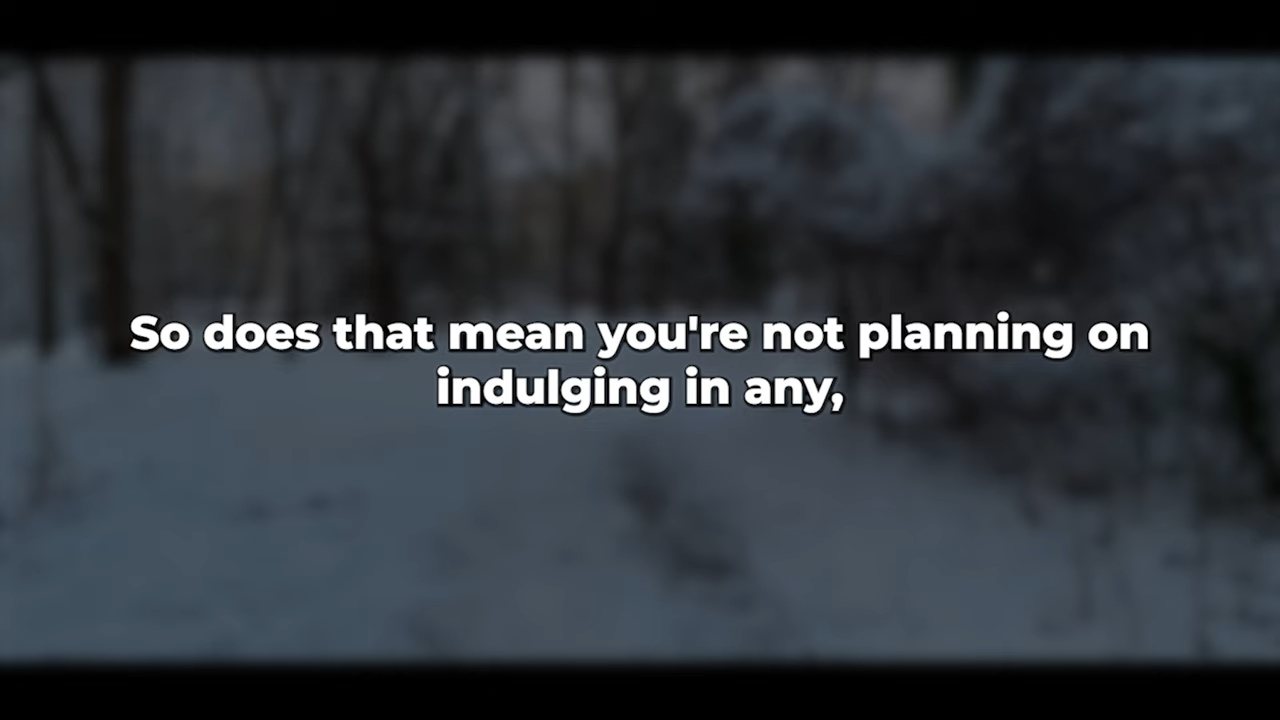 So does that mean you're not planning on
indulging in any,